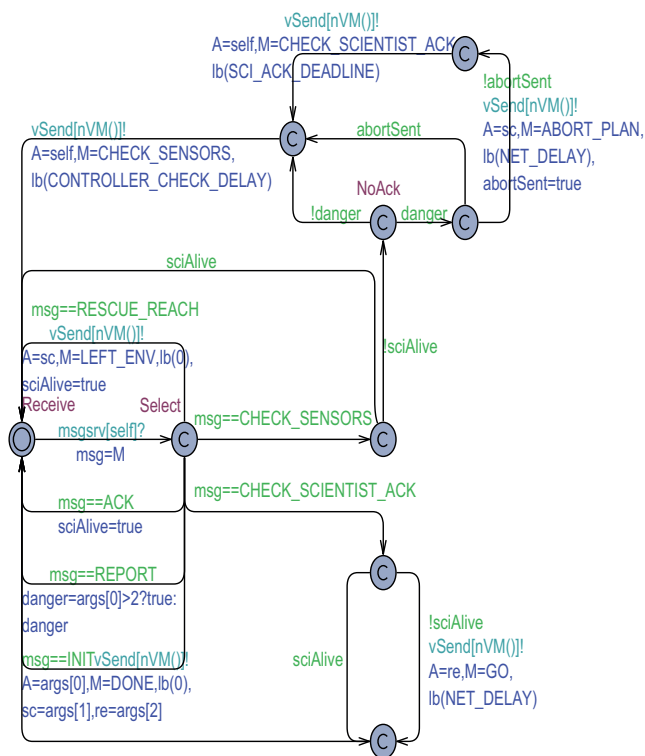 vSend[nVM()]!
A=self,M=CHECK_SCIENTIST_ACK,
lb(SCI_ACK_DEADLINE)
C
!abortSent
vSend[nVM()]!
A=sc,M=ABORT_PLAN,
lb(NET_DELAY),
abortSent=true
vSend[nVM()]!
A=self,M=CHECK_SENSORS,
lb(CONTROLLER_CHECK_DELAY)
C
abortSent
NoAck
!danger
C
danger
C
sciAlive
msg==RESCUE_REACH
vSend[nVM()]!
A=sc,M=LEFT_ENV,lb(0),
sciAlive=true
!sciAlive
Receive
Select
msgsrv[self]?
msg=M
C
msg==CHECK_SENSORS
C
msg==CHECK_SCIENTIST_ACK
msg==ACK
sciAlive=true
msg==REPORT
danger=args[0]>2?true:
danger
C
msg==INIT
vSend[nVM()]!
A=args[0],M=DONE,lb(0),
sc=args[1],re=args[2]
sciAlive
!sciAlive
vSend[nVM()]!
A=re,M=GO,
lb(NET_DELAY)
C